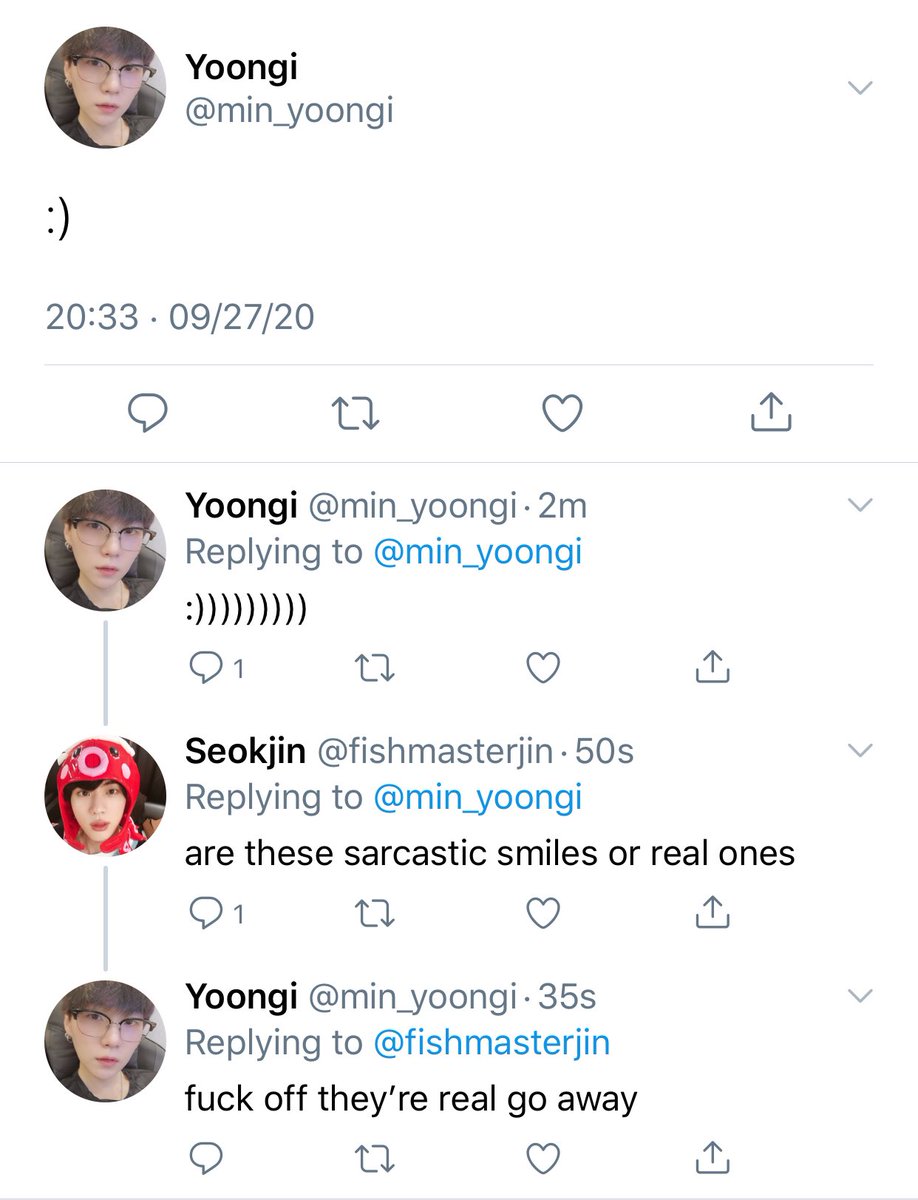 Yoongi
@min_yoongi
:)
20:33 · 09/27/20
Yoongi @min_yoongi · 2m
Replying to @min_yoongi
:)))))))))
1
Seokjin @fishmasterjin · 50s
Replying to @min_yoongi
are these sarcastic smiles or real ones
1
Yoongi @min_yoongi · 35s
Replying to @fishmasterjin
fuck off they’re real go away